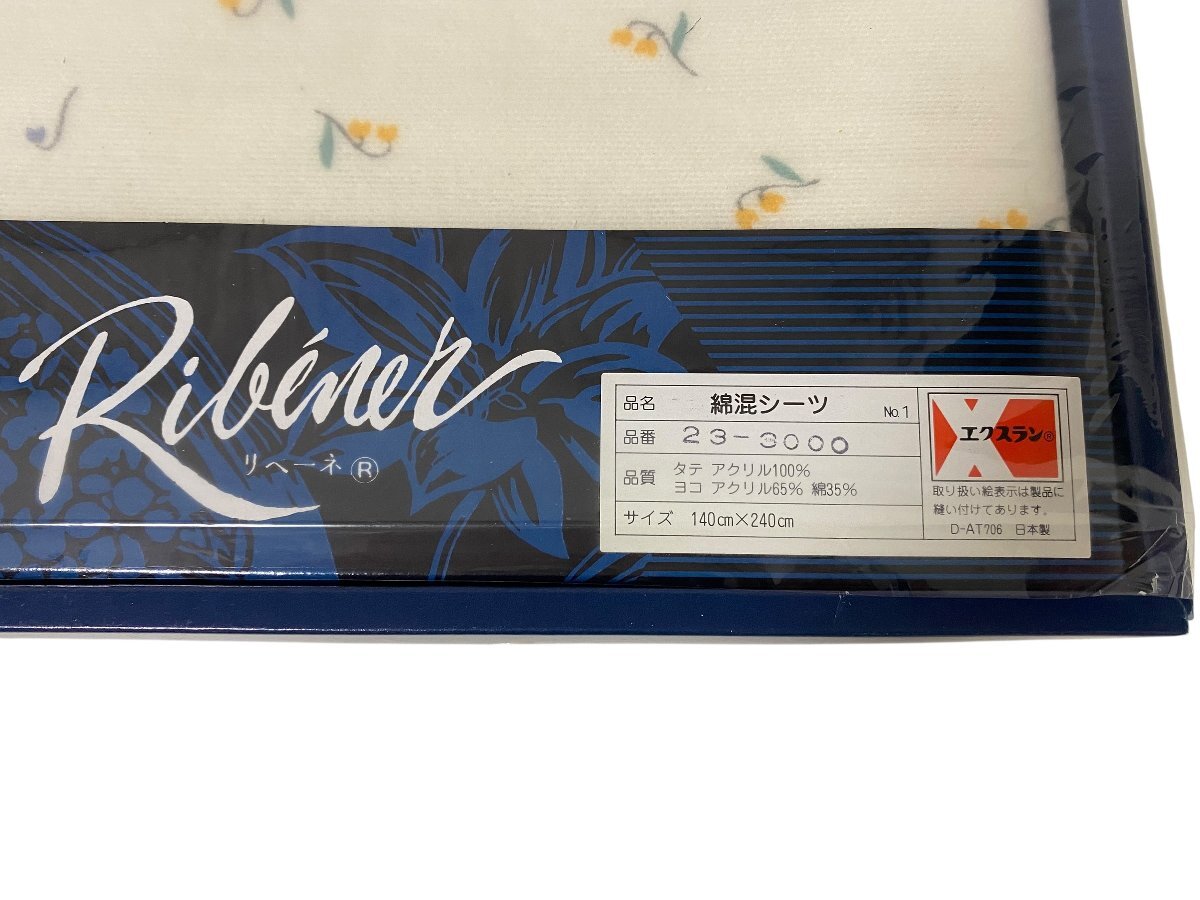 Ribéner
リベーネ®
品名 綿混シーツ No.1
品番 23-3000
品質 タテ アクリル100%
ヨコ アクリル65% 綿35%
サイズ 140cm×240cm
エクスラン®
取り扱い絵表示は製品に
縫い付けてあります。
D-AT706 日本製